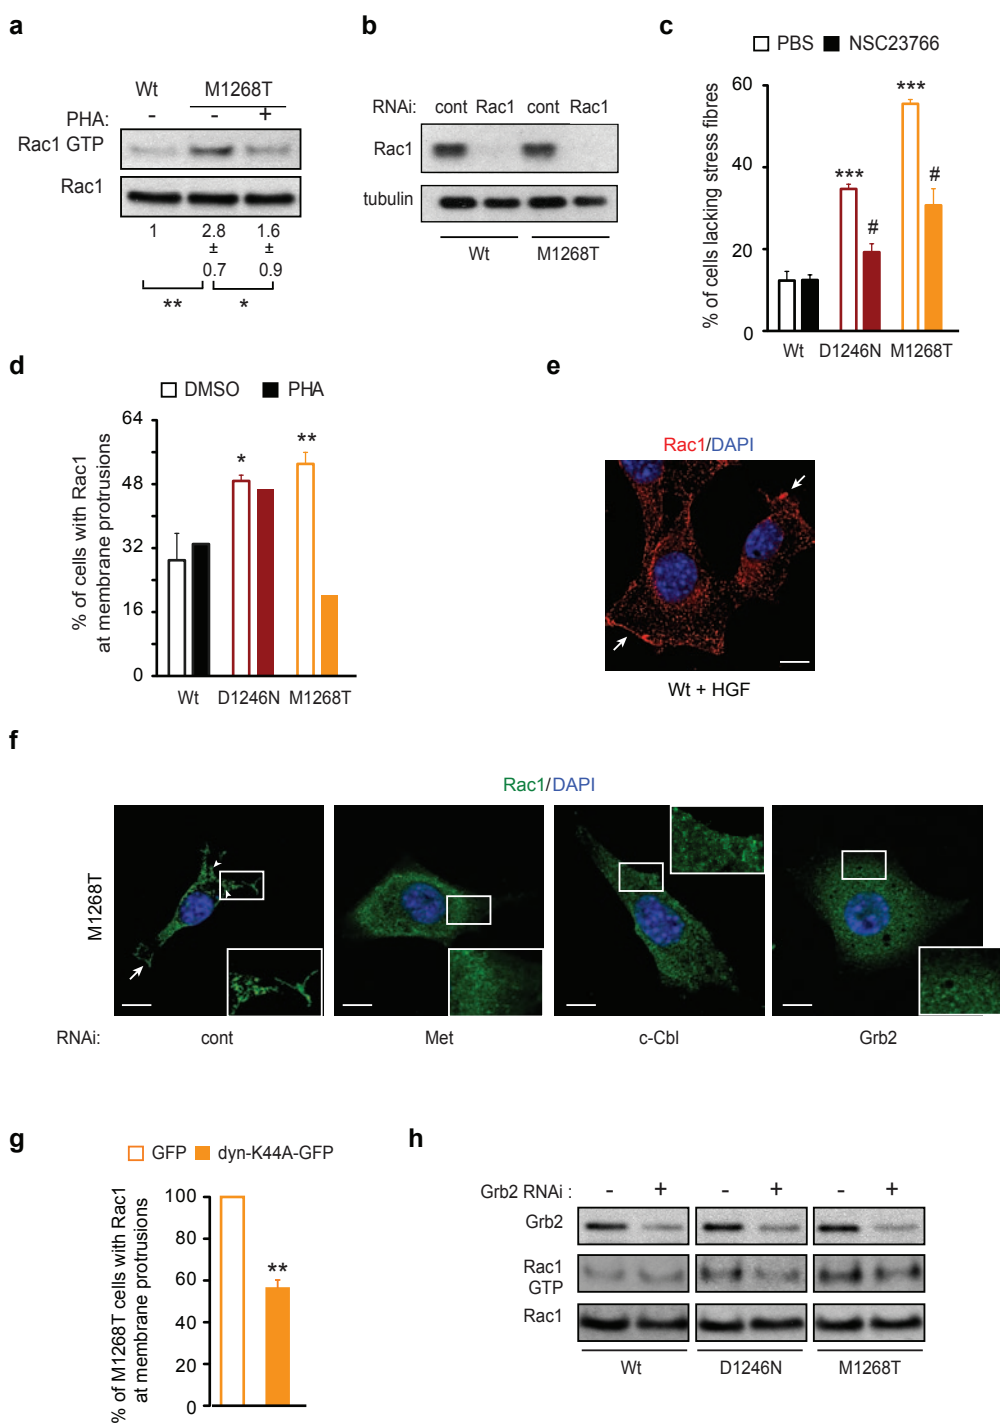 a
Wt M1268T
PHA: - - +
Rac1 GTP
Rac1
1 2.8 1.6
± ±
0.7 0.9
** *
b
RNAi: cont Rac1 cont Rac1
Rac1
tubulin
Wt M1268T
c
PBS NSC23766
% of cells lacking stress fibres
60
40
20
0
*** # *** #
Wt D1246N M1268T
d
DMSO PHA
% of cells with Rac1
at membrane protrusions
64
48
32
16
0
* **
Wt D1246N M1268T
e
Rac1/DAPI
Wt + HGF
f
Rac1/DAPI
M1268T
RNAi: cont Met c-Cbl Grb2
g
GFP dyn-K44A-GFP
% of M1268T cells with Rac1
at membrane protrusions
100
80
60
40
20
0
**
h
Grb2 RNAi : - + - + - +
Grb2
Rac1
GTP
Rac1
Wt D1246N M1268T